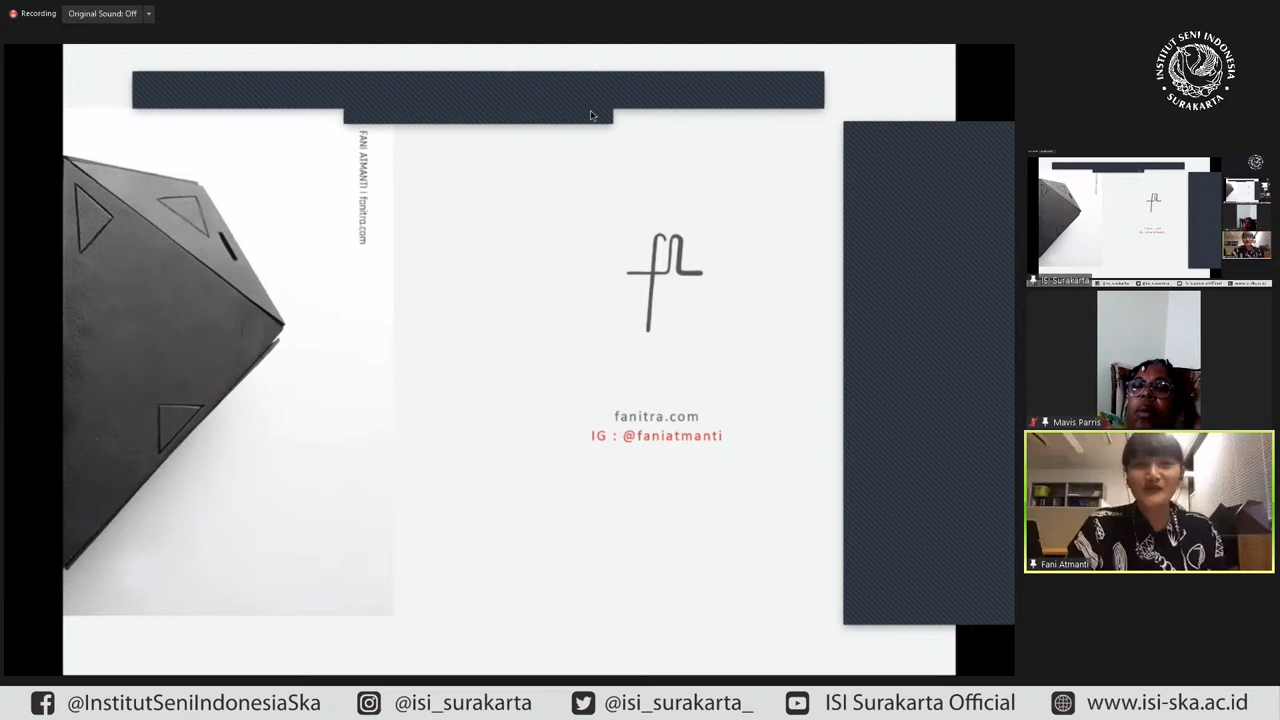 Recording
Original Sound: Off
INSTITUT SENI INDONESIA
SURAKARTA
FANI ATMANTI | fanitra.com
fanitra.com
IG : @faniatmanti
ISI Surakarta
Mavis Parris
Fani Atmanti
@InstitutSeniIndonesiaSka
@isi_surakarta
@isi_surakarta_
ISI Surakarta Official
www.isi-ska.ac.id